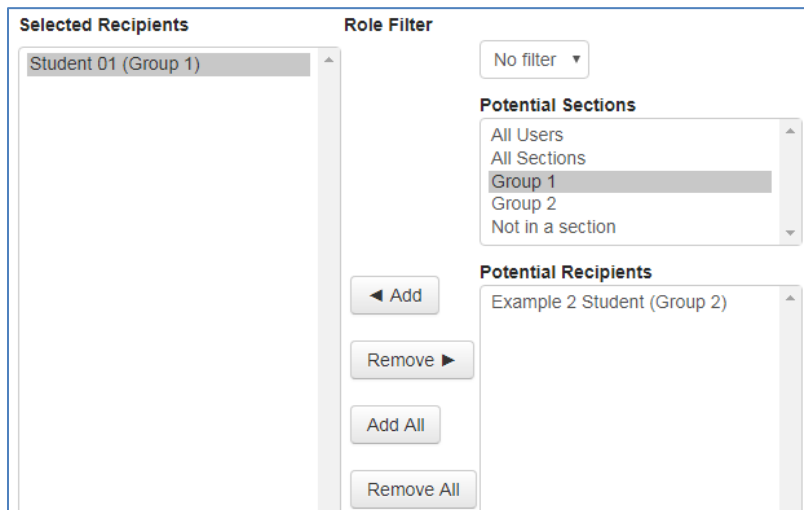 Selected Recipients
Student 01 (Group 1)
Role Filter
No filter ▼
Potential Sections
All Users
All Sections
Group 1
Group 2
Not in a section
Potential Recipients
Example 2 Student (Group 2)
◄ Add
Remove ►
Add All
Remove All